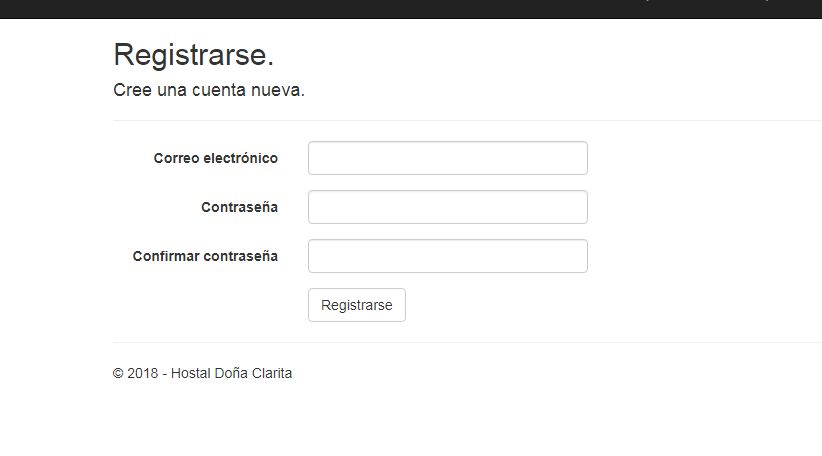 Registrarse.
Cree una cuenta nueva.
Correo electrónico
Contraseña
Confirmar contraseña
Registrarse
© 2018 - Hostal Doña Clarita